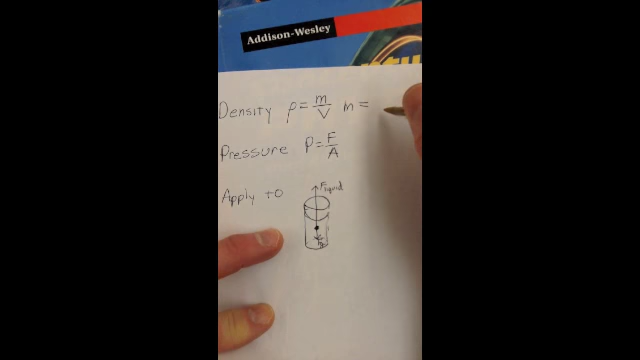 Addison-Wesley
Density ρ = m/V m =
Pressure P = F/A
Apply to
Fliquid